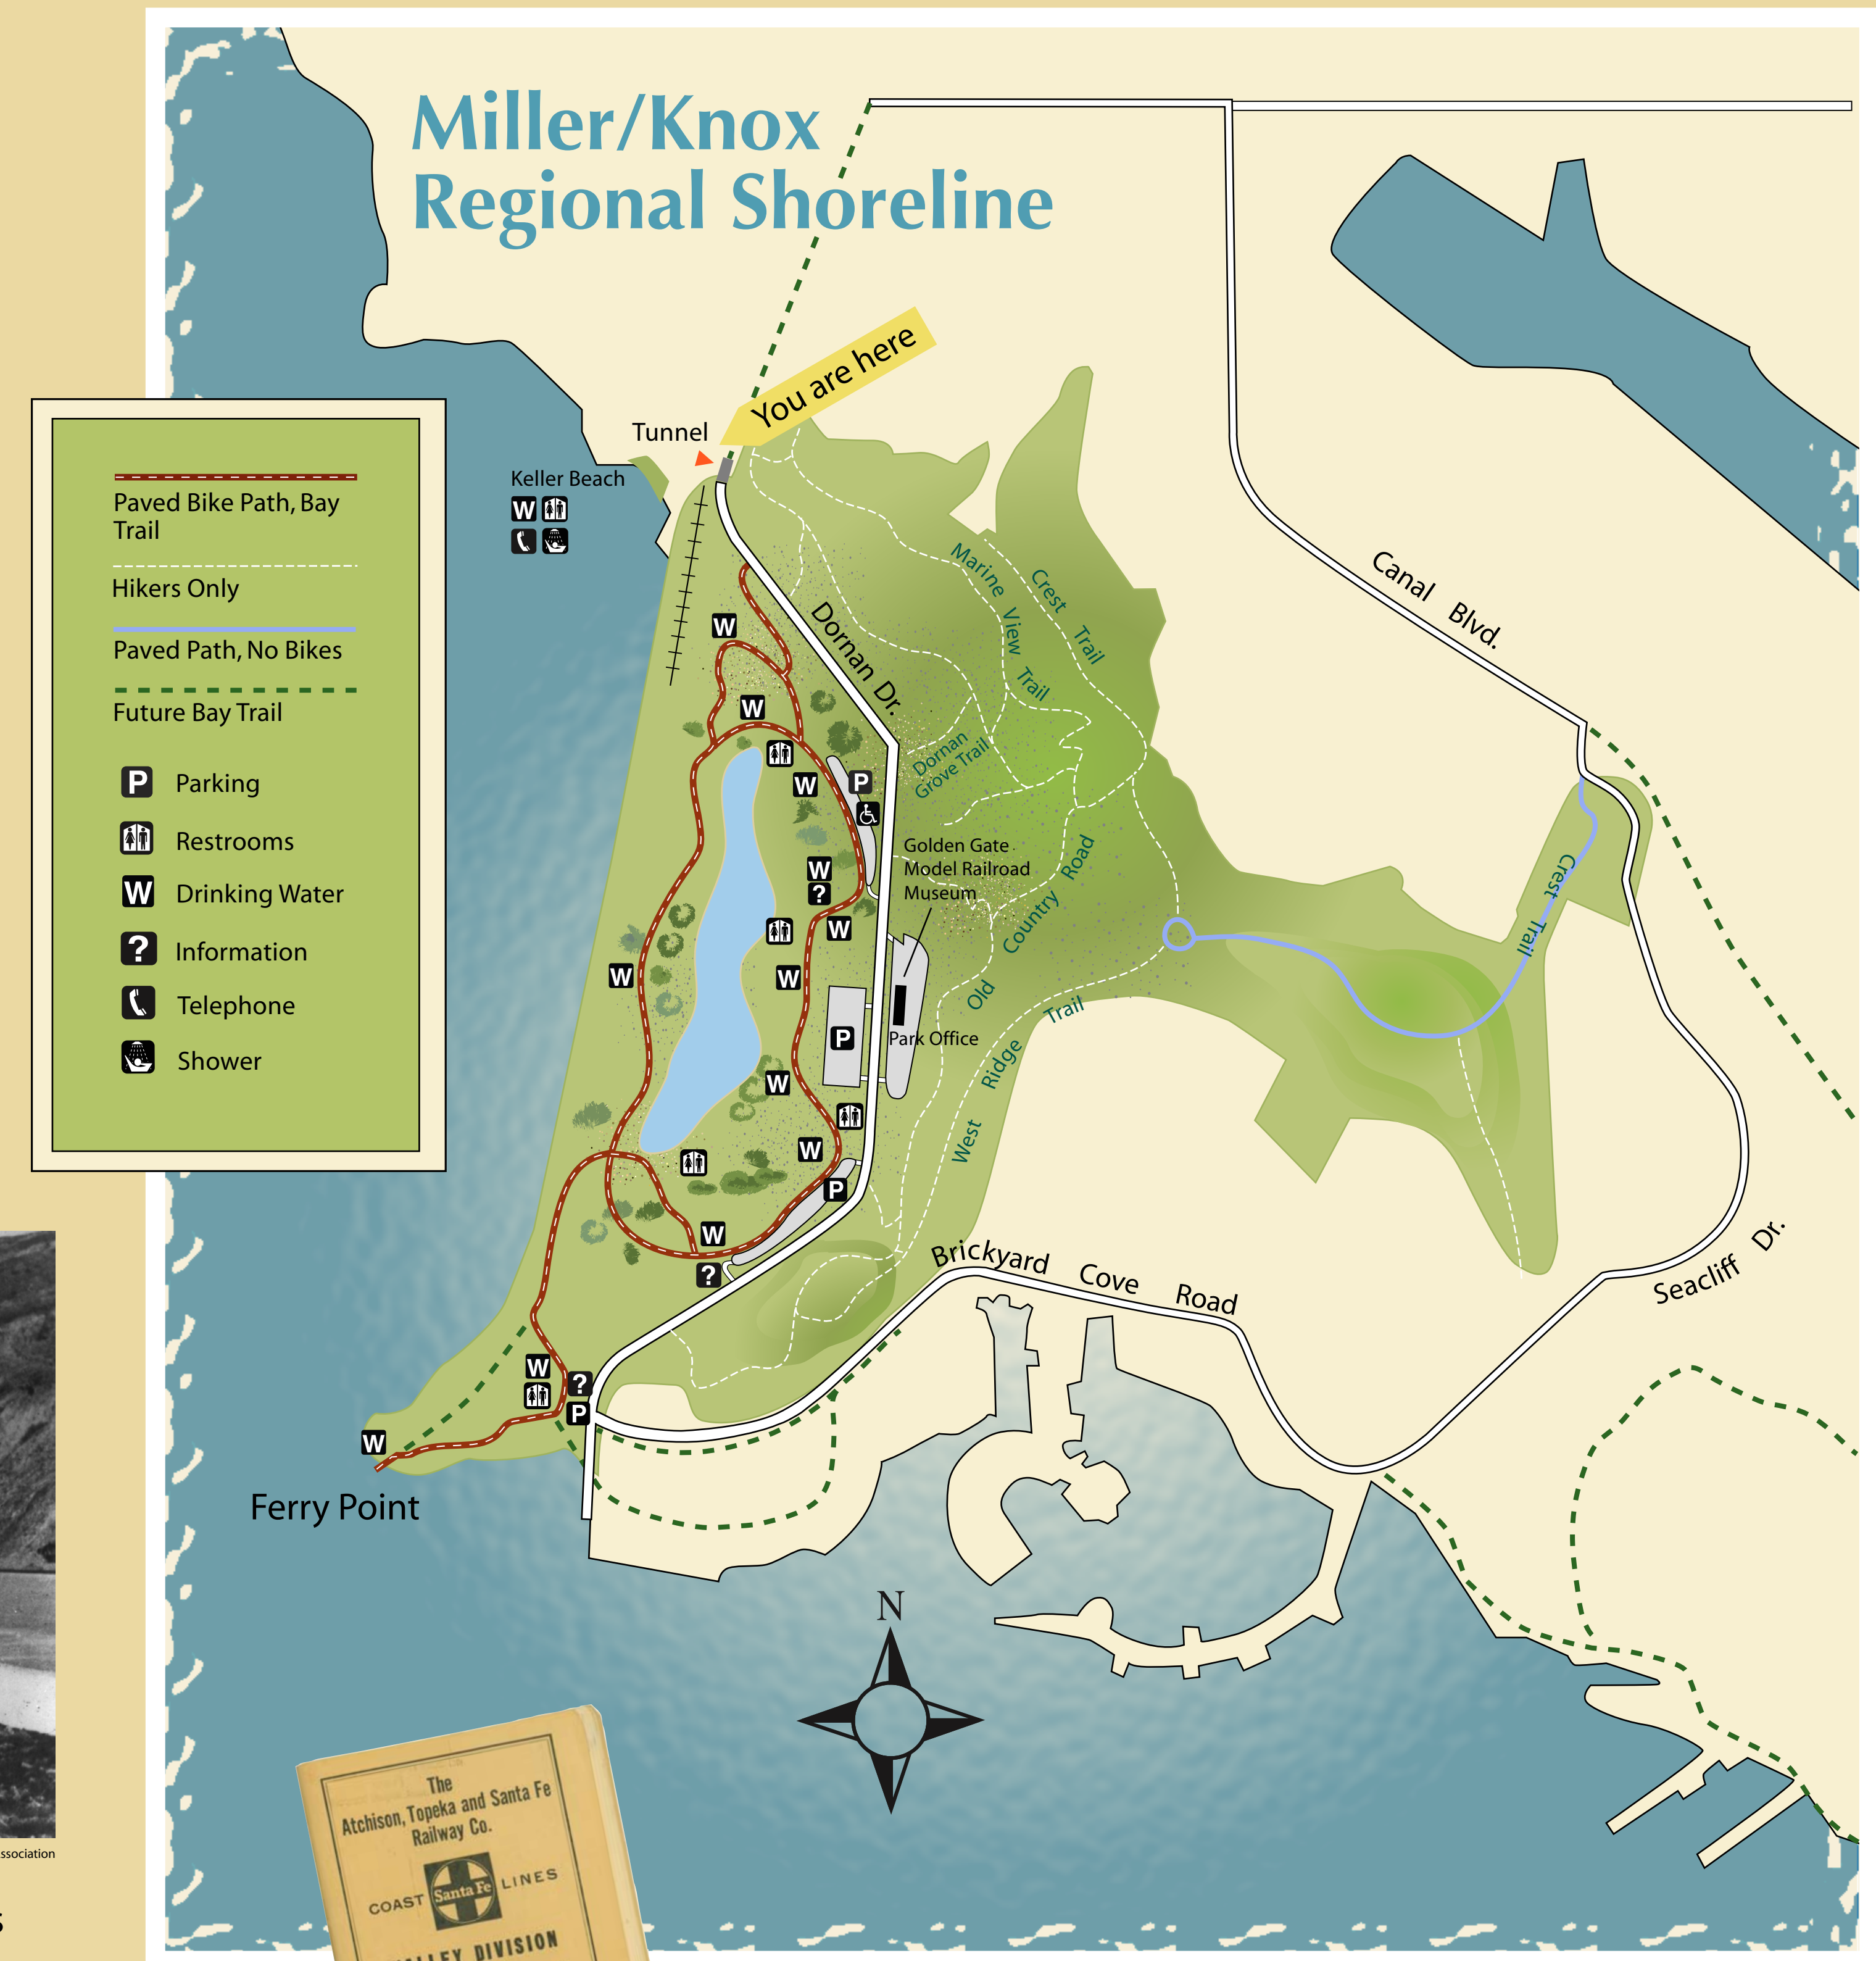 Miller/Knox
Regional Shoreline
You are here
Tunnel
Keller Beach
W
W
W
W
P
W
?
W
W
W
P
W
W
P
W
?
W
?
P
W
Paved Bike Path, Bay
Trail
Hikers Only
Paved Path, No Bikes
Future Bay Trail
P Parking
Restrooms
W Drinking Water
? Information
Telephone
Shower
Dornan Dr.
Marine View Trail
Crest Trail
Dornan
Grove Trail
Golden Gate
Model Railroad
Museum
Park Office
Old Country Road
West Ridge Trail
Canal Blvd.
Crest Trail
Seacliff Dr.
Brickyard Cove Road
Ferry Point
N
The
Atchison, Topeka and Santa Fe
Railway Co.
COAST Santa Fe LINES
DIVISION